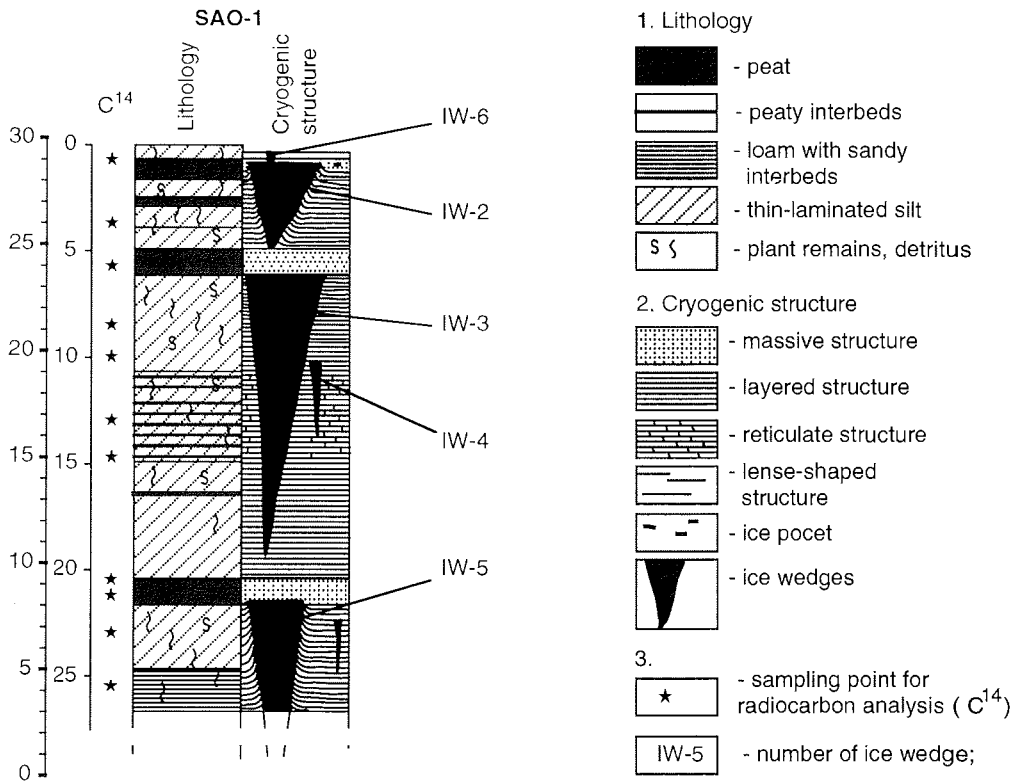 SAO-1
C14
Lithology
Cryogenic
structure
30
25
20
15
10
5
0
0
5
10
15
20
25
IW-6
IW-2
IW-3
IW-4
IW-5
1. Lithology
- peat
- peaty interbeds
- loam with sandy
interbeds
- thin-laminated silt
- plant remains, detritus
2. Cryogenic structure
- massive structure
- layered structure
- reticulate structure
- lense-shaped
structure
- ice pocet
- ice wedges
3.
- sampling point for
radiocarbon analysis ( C14)
IW-5 - number of ice wedge;